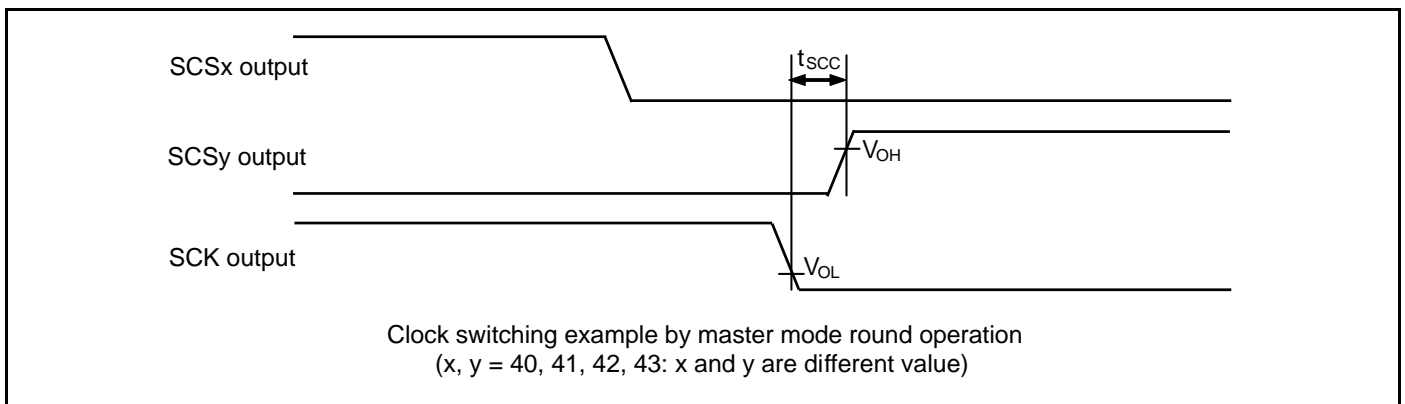 SCSx output
tSCC
SCSy output
VOH
SCK output
VOL
Clock switching example by master mode round operation
(x, y = 40, 41, 42, 43: x and y are different value)